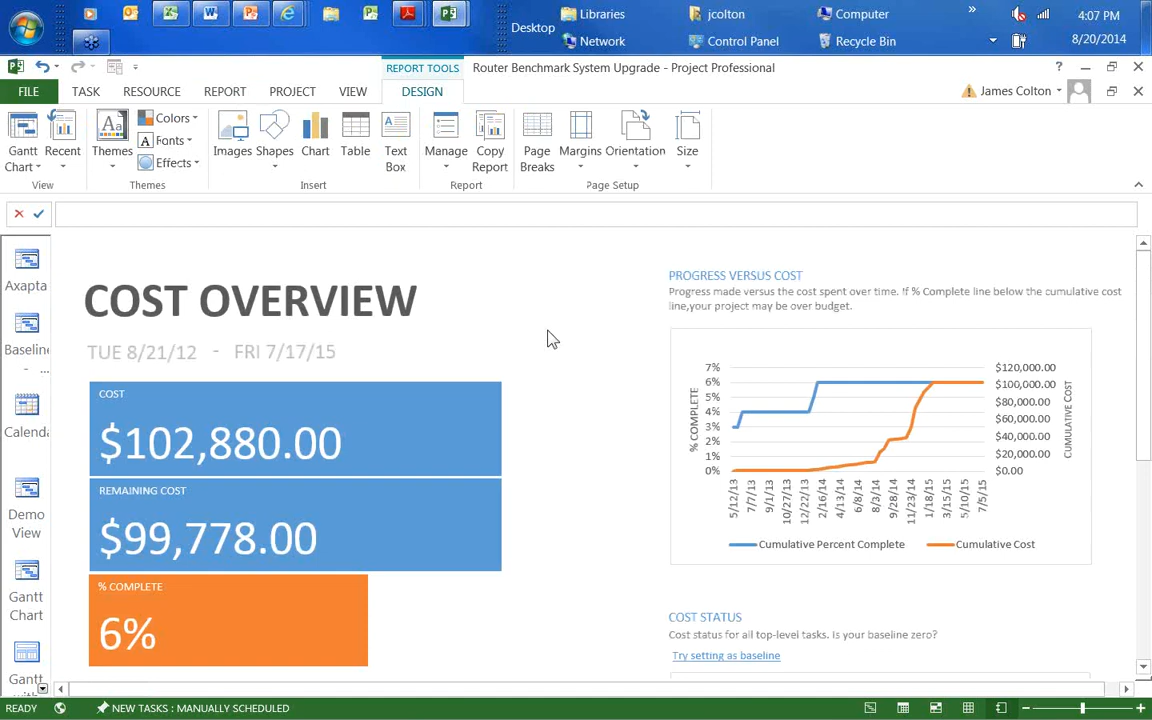 Desktop
Libraries
jcolton
Computer
»
Network
Control Panel
Recycle Bin
4:07 PM
8/20/2014
REPORT TOOLS
Router Benchmark System Upgrade - Project Professional
?
FILE
TASK
RESOURCE
REPORT
PROJECT
VIEW
DESIGN
James Colton
Gantt
Chart
Recent
View
Themes
Colors
Fonts
Effects
Themes
Images
Shapes
Chart
Table
Text
Box
Insert
Manage
Copy
Report
Report
Page
Breaks
Margins
Orientation
Size
Page Setup
Axapta
Baseline
- ...
Calenda
Demo
View
Gantt
Chart
Gantt
COST OVERVIEW
TUE 8/21/12 - FRI 7/17/15
COST
$102,880.00
REMAINING COST
$99,778.00
% COMPLETE
6%
PROGRESS VERSUS COST
Progress made versus the cost spent over time. If % Complete line below the cumulative cost
line,your project may be over budget.
% COMPLETE
7%
6%
5%
4%
3%
2%
1%
0%
$120,000.00
$100,000.00
$80,000.00
$60,000.00
$40,000.00
$20,000.00
$0.00
CUMULATIVE COST
5/12/13
7/7/13
9/1/13
10/27/13
12/22/13
2/16/14
4/13/14
6/8/14
8/3/14
9/28/14
11/23/14
1/18/15
3/15/15
5/10/15
7/5/15
Cumulative Percent Complete
Cumulative Cost
COST STATUS
Cost status for all top-level tasks. Is your baseline zero?
Try setting as baseline
READY
NEW TASKS : MANUALLY SCHEDULED